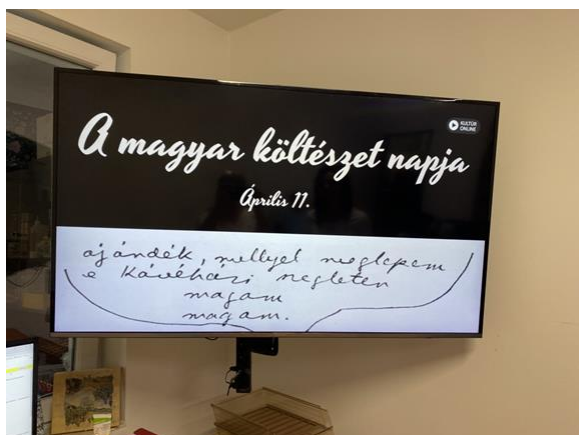 A magyar költészet napja
Április 11.
KULTÚR
ONLINE
ajándék, mellyel meglepem
e kávéházi szegleten
magam
magam.